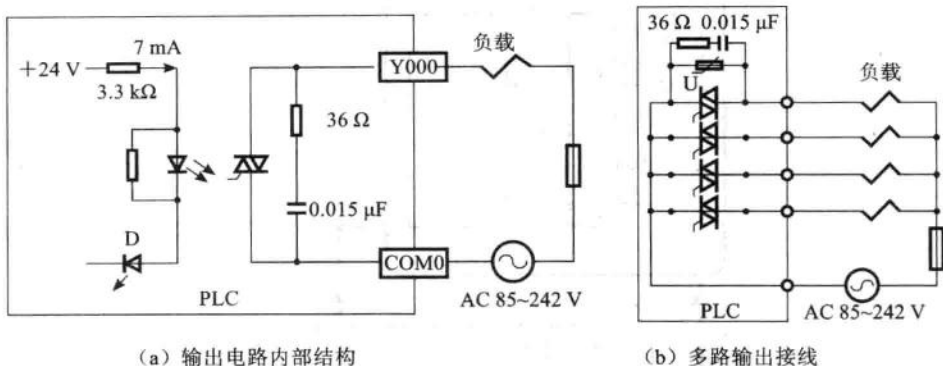 7 mA
+24 V
3.3 kΩ
D
PLC
Y000
36 Ω
0.015 μF
COM0
负载
AC 85~242 V
(a) 输出电路内部结构
36 Ω 0.015 μF
U
负载
PLC
AC 85~242 V
(b) 多路输出接线